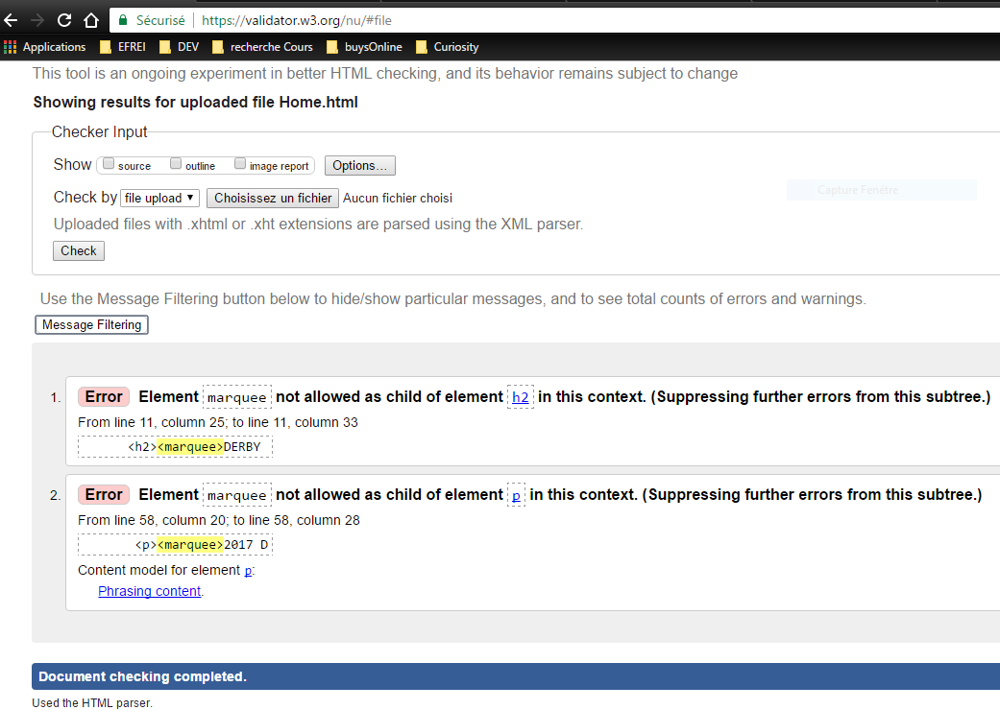 Sécurisé https://validator.w3.org/nu/#file
Applications EFREI DEV recherche Cours buysOnline Curiosity
This tool is an ongoing experiment in better HTML checking, and its behavior remains subject to change
Showing results for uploaded file Home.html
Checker Input
Show source outline image report Options...
Capture Fenêtre
Check by file upload ▼ Choisissez un fichier Aucun fichier choisi
Uploaded files with .xhtml or .xht extensions are parsed using the XML parser.
Check
Use the Message Filtering button below to hide/show particular messages, and to see total counts of errors and warnings.
Message Filtering
1. Error Element marquee not allowed as child of element h2 in this context. (Suppressing further errors from this subtree.)
From line 11, column 25; to line 11, column 33
<h2><marquee>DERBY
2. Error Element marquee not allowed as child of element p in this context. (Suppressing further errors from this subtree.)
From line 58, column 20; to line 58, column 28
<p><marquee>2017 D
Content model for element p:
Phrasing content.
Document checking completed.
Used the HTML parser.